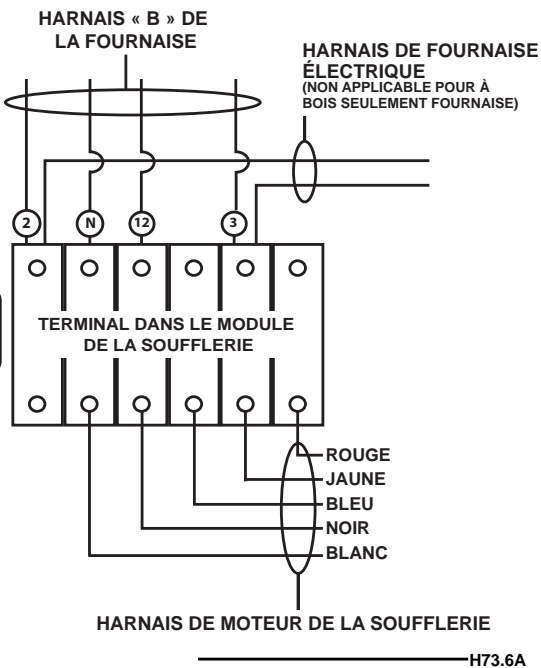 HARNAIS « B » DE
LA FOURNAISE
HARNAIS DE FOURNAISE
ÉLECTRIQUE
(NON APPLICABLE POUR À
BOIS SEULEMENT FOURNAISE)
2
N
12
3
TERMINAL DANS LE MODULE
DE LA SOUFFLERIE
ROUGE
JAUNE
BLEU
NOIR
BLANC
HARNAIS DE MOTEUR DE LA SOUFFLERIE
H73.6A